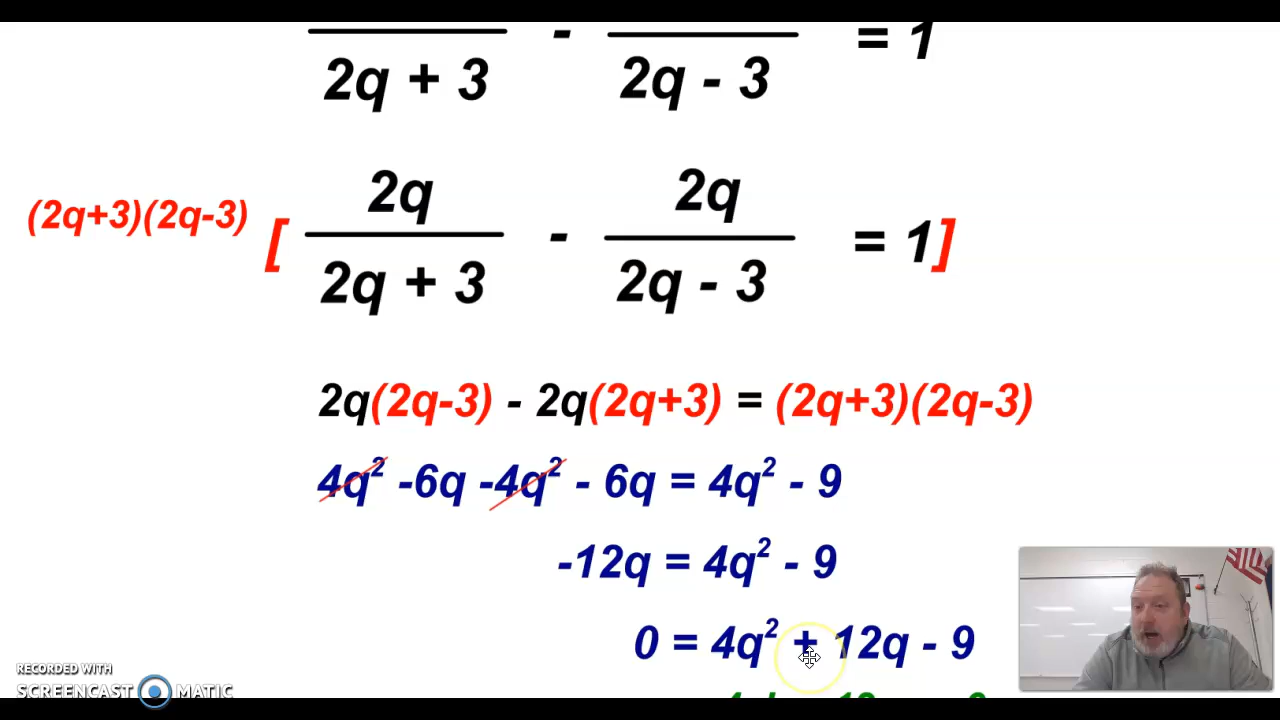 2q + 3 - 2q - 3 = 1
(2q+3)(2q-3) [ 2q / 2q + 3 - 2q / 2q - 3 = 1 ]
2q(2q-3) - 2q(2q+3) = (2q+3)(2q-3)
4q² -6q -4q² - 6q = 4q² - 9
-12q = 4q² - 9
0 = 4q² + 12q - 9
RECORDED WITH
SCREENCAST MATIC